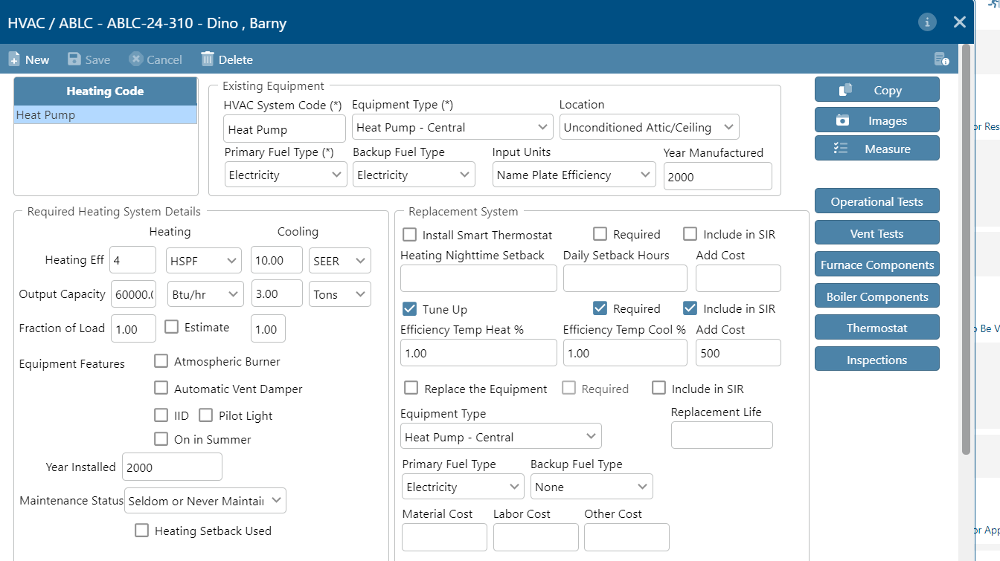 HVAC / ABLC - ABLC-24-310 - Dino , Barny
New Save Cancel Delete
Heating Code
Heat Pump
Existing Equipment
HVAC System Code (*) Equipment Type (*) Location
Heat Pump Heat Pump - Central Unconditioned Attic/Ceiling
Primary Fuel Type (*) Backup Fuel Type Input Units Year Manufactured
Electricity Electricity Name Plate Efficiency 2000
Copy
Images
Measure
Operational Tests
Vent Tests
Furnace Components
Boiler Components
Thermostat
Inspections
Required Heating System Details
Heating Cooling
Heating Eff 4 HSPF 10.00 SEER
Output Capacity 60000.0 Btu/hr 3.00 Tons
Fraction of Load 1.00 Estimate 1.00
Equipment Features Atmospheric Burner
Automatic Vent Damper
IID Pilot Light
On in Summer
Year Installed 2000
Maintenance Status Seldom or Never Maintai
Heating Setback Used
Replacement System
Install Smart Thermostat Required Include in SIR
Heating Nighttime Setback Daily Setback Hours Add Cost
Tune Up Required Include in SIR
Efficiency Temp Heat % Efficiency Temp Cool % Add Cost
1.00 1.00 500
Replace the Equipment Required Include in SIR
Equipment Type Replacement Life
Heat Pump - Central
Primary Fuel Type Backup Fuel Type
Electricity None
Material Cost Labor Cost Other Cost
or Res
Be V
or App